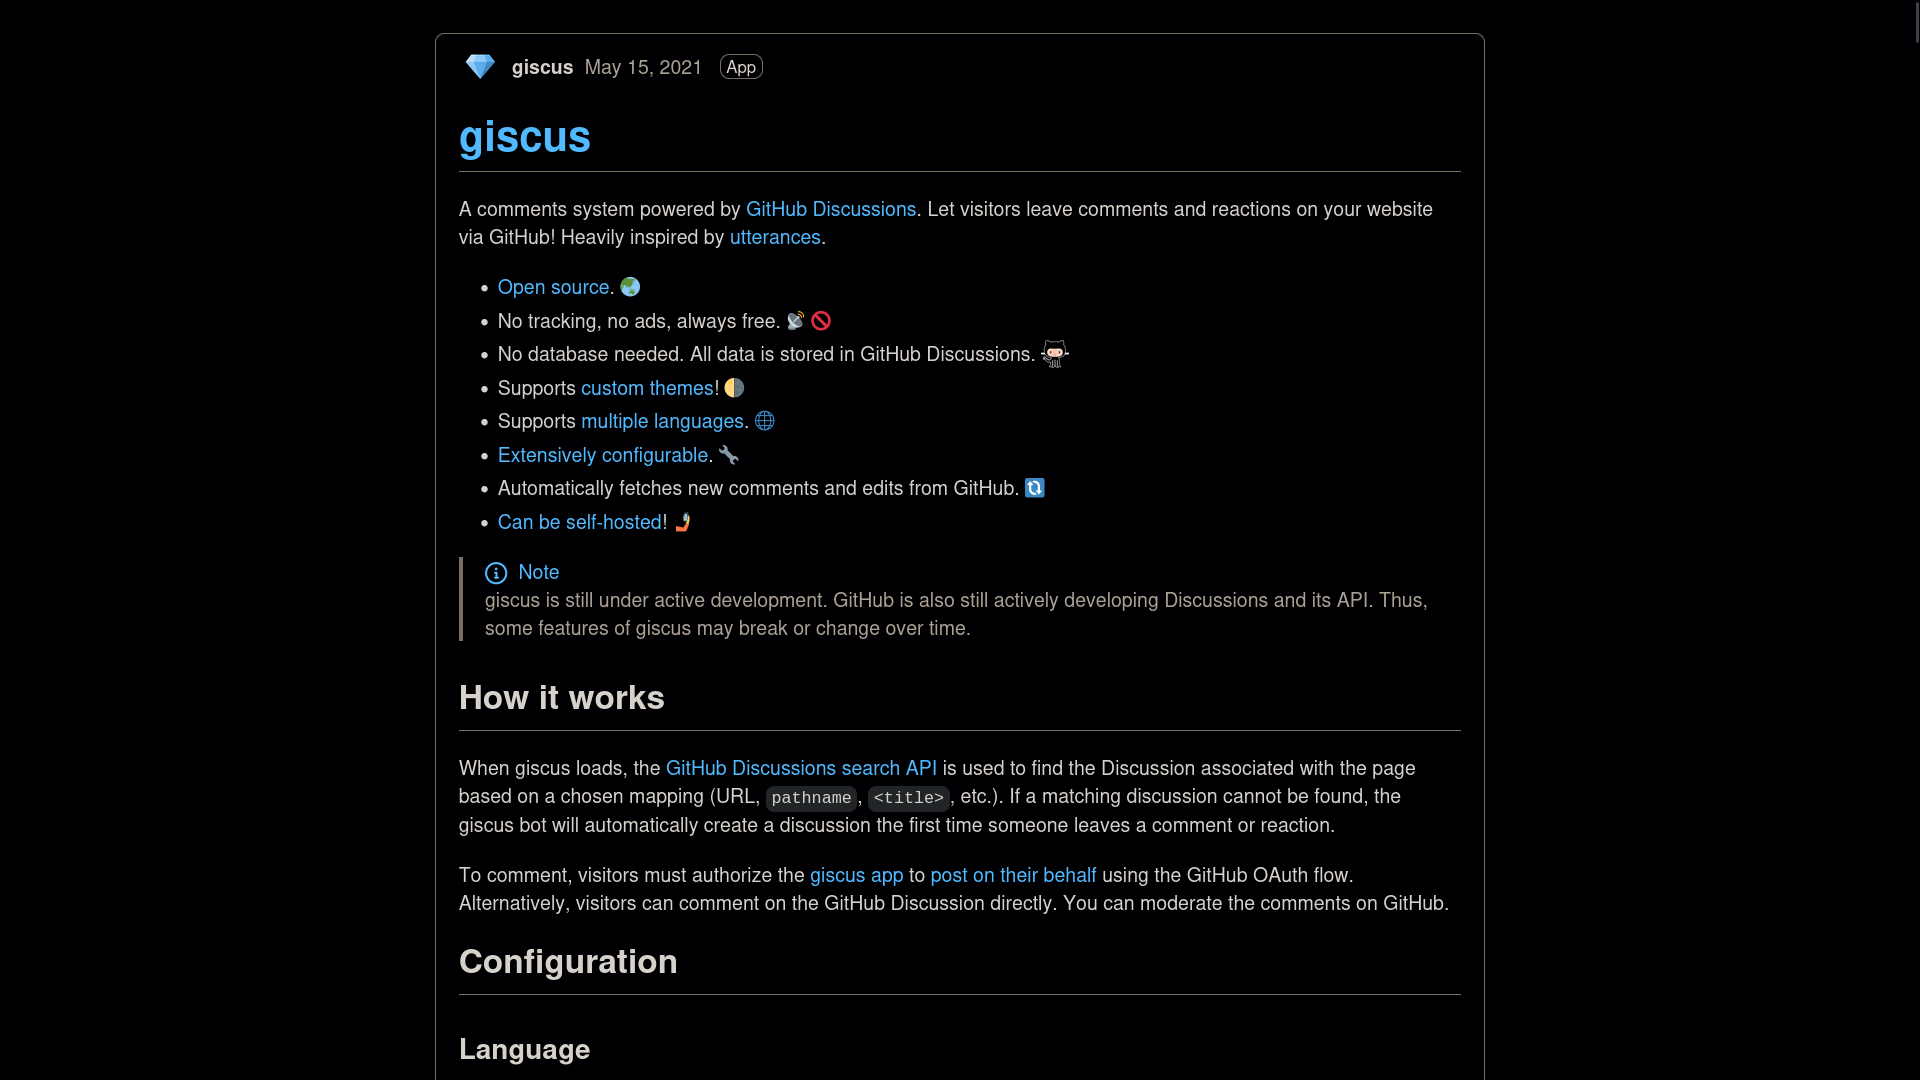 giscus May 15, 2021 App
giscus
A comments system powered by GitHub Discussions. Let visitors leave comments and reactions on your website
via GitHub! Heavily inspired by utterances.
Open source.
No tracking, no ads, always free.
No database needed. All data is stored in GitHub Discussions.
Supports custom themes!
Supports multiple languages.
Extensively configurable.
Automatically fetches new comments and edits from GitHub.
Can be self-hosted!
Note
giscus is still under active development. GitHub is also still actively developing Discussions and its API. Thus,
some features of giscus may break or change over time.
How it works
When giscus loads, the GitHub Discussions search API is used to find the Discussion associated with the page
based on a chosen mapping (URL, pathname, <title>, etc.). If a matching discussion cannot be found, the
giscus bot will automatically create a discussion the first time someone leaves a comment or reaction.
To comment, visitors must authorize the giscus app to post on their behalf using the GitHub OAuth flow.
Alternatively, visitors can comment on the GitHub Discussion directly. You can moderate the comments on GitHub.
Configuration
Language